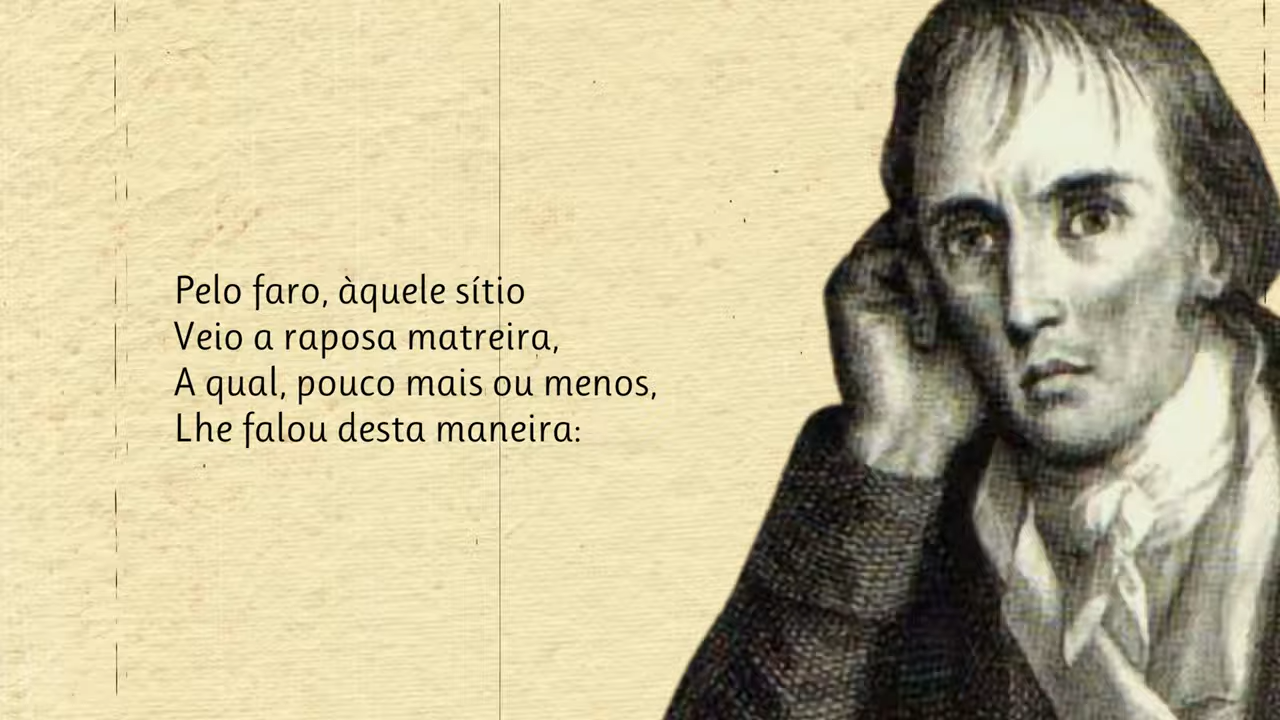 Pelo faro, àquele sítio
Veio a raposa matreira,
A qual, pouco mais ou menos,
Lhe falou desta maneira: